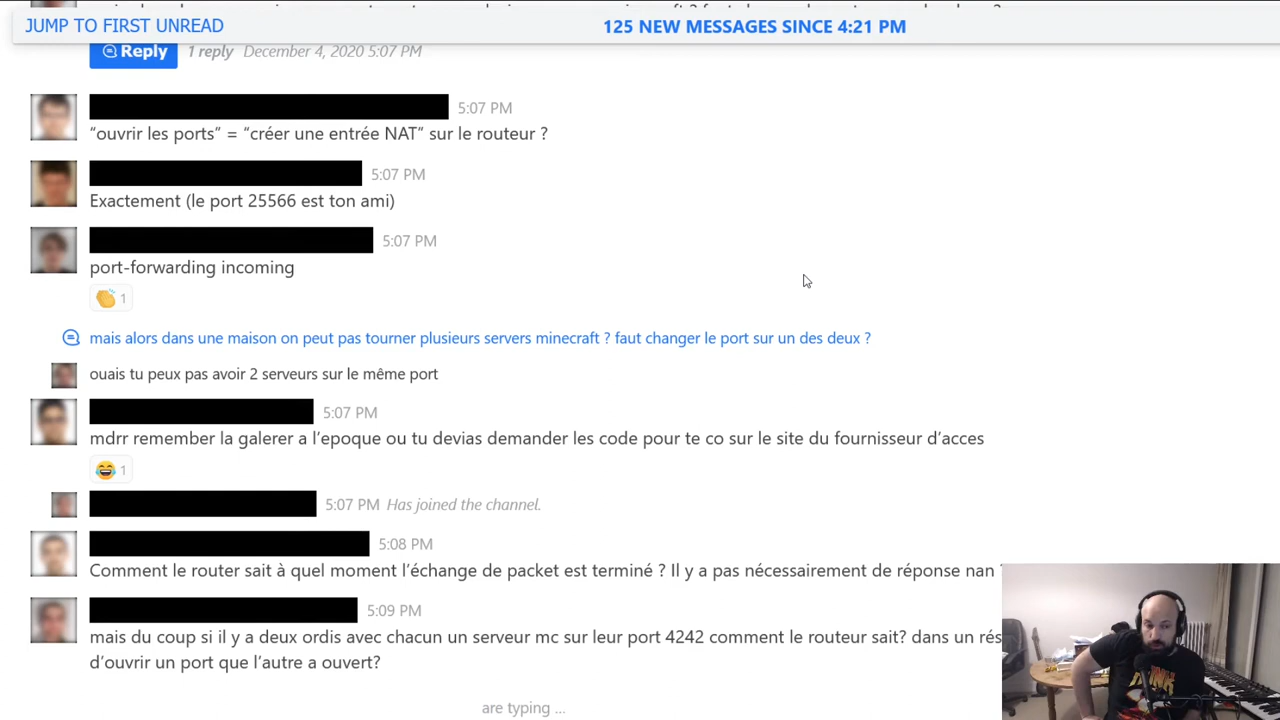 JUMP TO FIRST UNREAD
125 NEW MESSAGES SINCE 4:21 PM
Reply 1 reply December 4, 2020 5:07 PM
5:07 PM
“ouvrir les ports” = “créer une entrée NAT“ sur le routeur ?
5:07 PM
Exactement (le port 25566 est ton ami)
5:07 PM
port-forwarding incoming
1
mais alors dans une maison on peut pas tourner plusieurs servers minecraft ? faut changer le port sur un des deux ?
ouais tu peux pas avoir 2 serveurs sur le même port
5:07 PM
mdrr remember la galerer a l’epoque ou tu devias demander les code pour te co sur le site du fournisseur d’acces
1
5:07 PM Has joined the channel.
5:08 PM
Comment le router sait à quel moment l’échange de packet est terminé ? Il y a pas nécessairement de réponse nan
5:09 PM
mais du coup si il y a deux ordis avec chacun un serveur mc sur leur port 4242 comment le routeur sait? dans un
d’ouvrir un port que l’autre a ouvert?
are typing ...